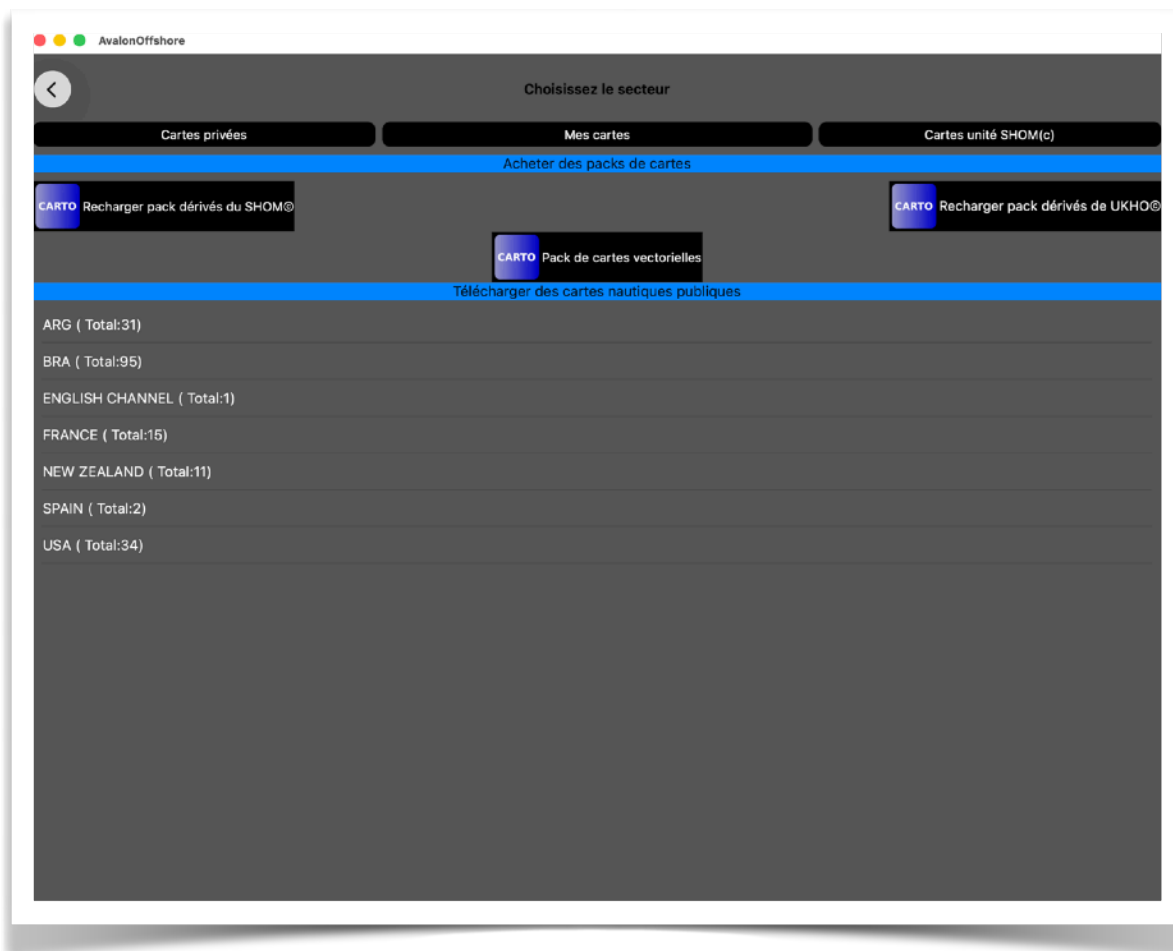 AvalonOffshore
Choisissez le secteur
Cartes privées
Mes cartes
Cartes unité SHOM(c)
Acheter des packs de cartes
CARTO Recharger pack dérivés du SHOM©
CARTO Recharger pack dérivés de UKHO©
CARTO Pack de cartes vectorielles
Télécharger des cartes nautiques publiques
ARG ( Total:31)
BRA ( Total:95)
ENGLISH CHANNEL ( Total:1)
FRANCE ( Total:15)
NEW ZEALAND ( Total:11)
SPAIN ( Total:2)
USA ( Total:34)